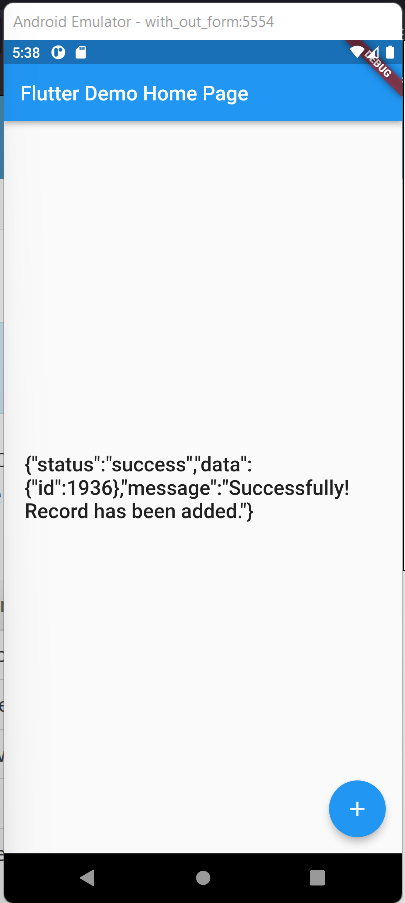 Android Emulator - with_out_form:5554
5:38
DEBUG
Flutter Demo Home Page
{"status":"success","data":
{"id":1936},"message":"Successfully!
Record has been added."}
+